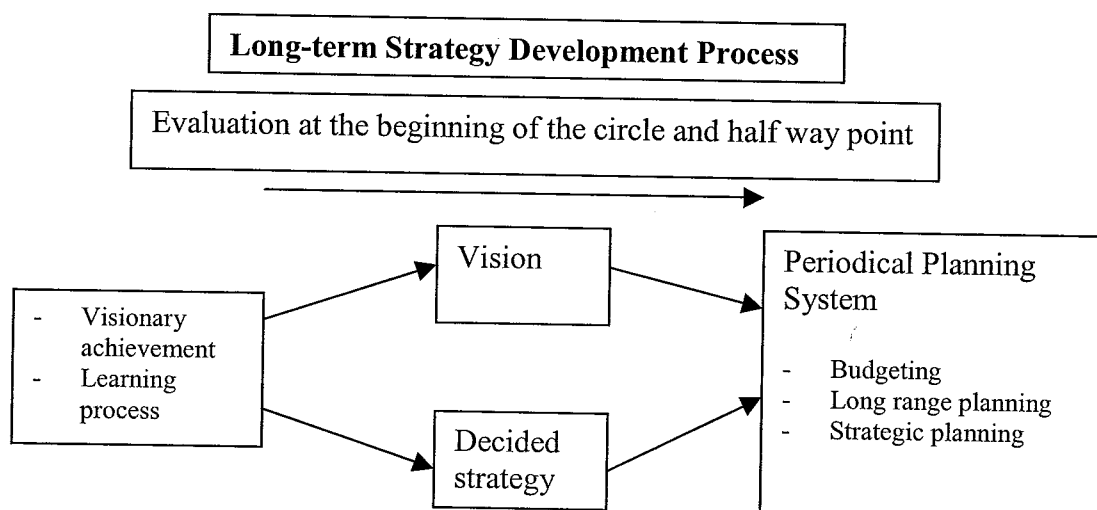 Long-term Strategy Development Process
Evaluation at the beginning of the circle and half way point
Vision
Periodical Planning
System
- Visionary
achievement
- Learning
process
- Budgeting
- Long range planning
- Strategic planning
Decided
strategy